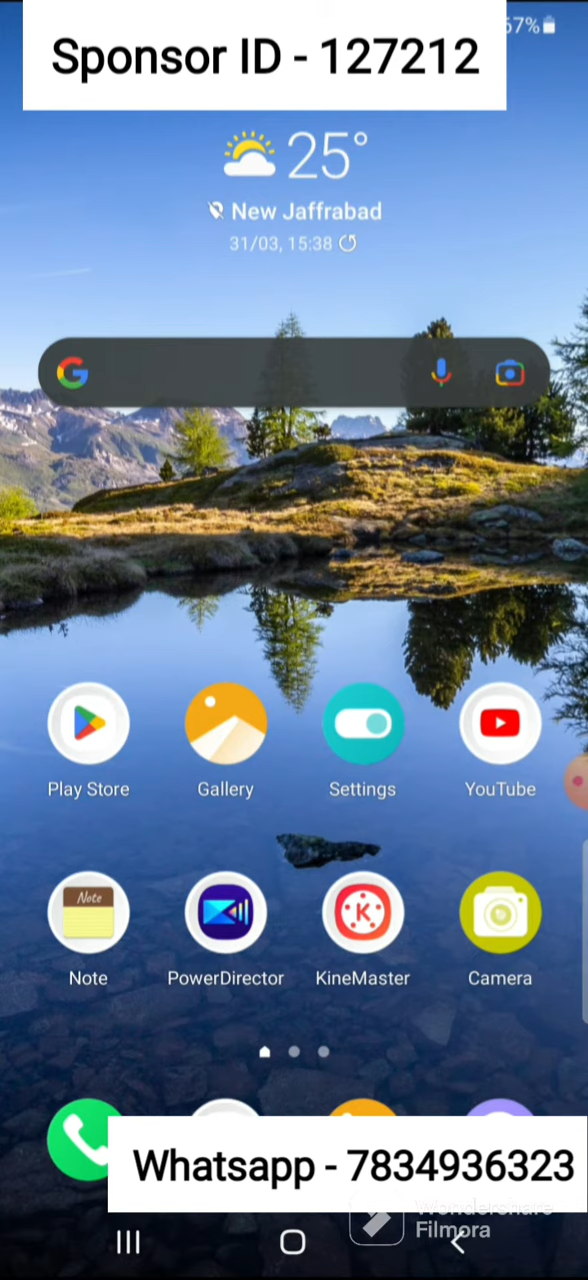 Sponsor ID - 127212
67%
25°
New Jaffrabad
31/03, 15:38
Play Store
Gallery
Settings
YouTube
Note
Note
PowerDirector
KineMaster
Camera
Whatsapp - 7834936323
Wondershare
Filmora